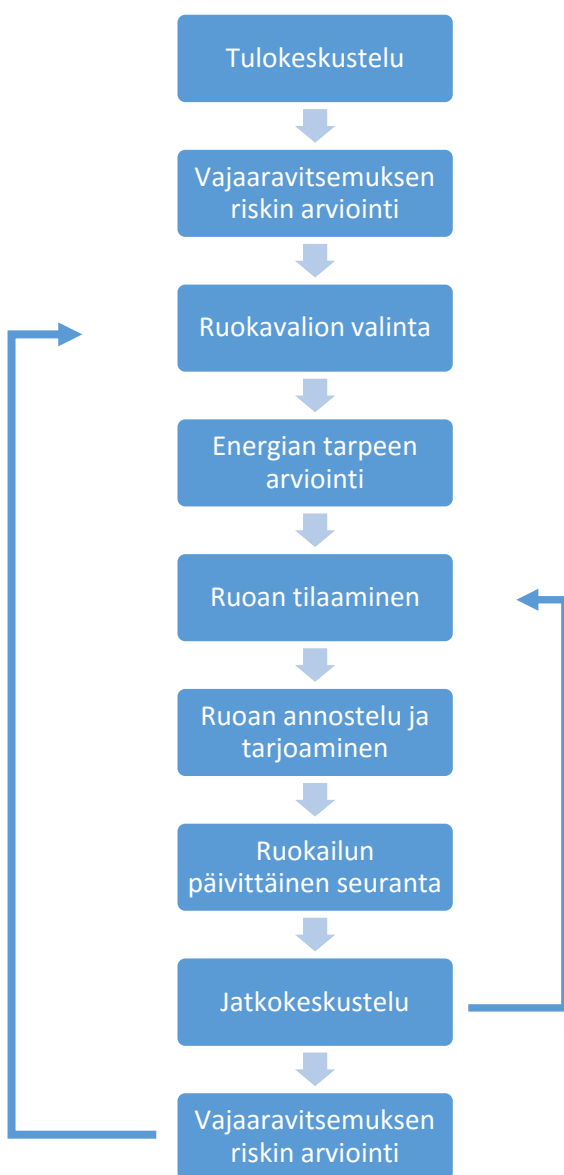 Tulokeskustelu
Vajaaravitsemuksen
riskin arviointi
Ruokavalion valinta
Energian tarpeen
arviointi
Ruoan tilaaminen
Ruoan annostelu ja
tarjoaminen
Ruokailun
päivittäinen seuranta
Jatkokeskustelu
Vajaaravitsemuksen
riskin arviointi